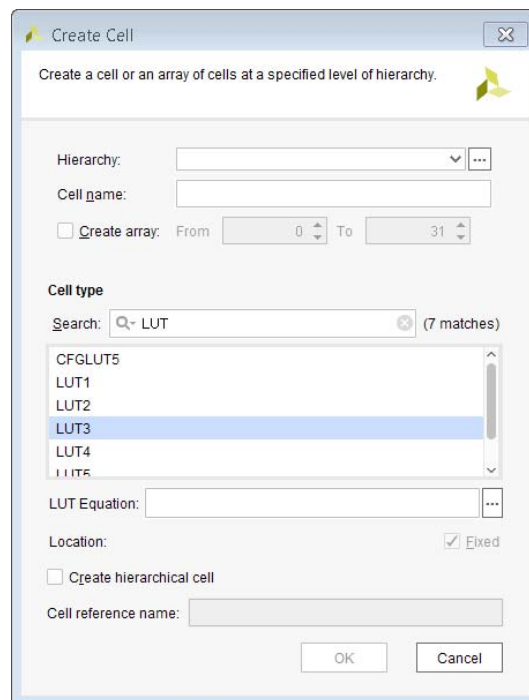 Create Cell
Create a cell or an array of cells at a specified level of hierarchy.
Hierarchy:
Cell name:
Create array: From 0 To 31
Cell type
Search: LUT (7 matches)
CFGLUT5
LUT1
LUT2
LUT3
LUT4
LUT5
LUT Equation:
Location: Fixed
Create hierarchical cell
Cell reference name:
OK Cancel